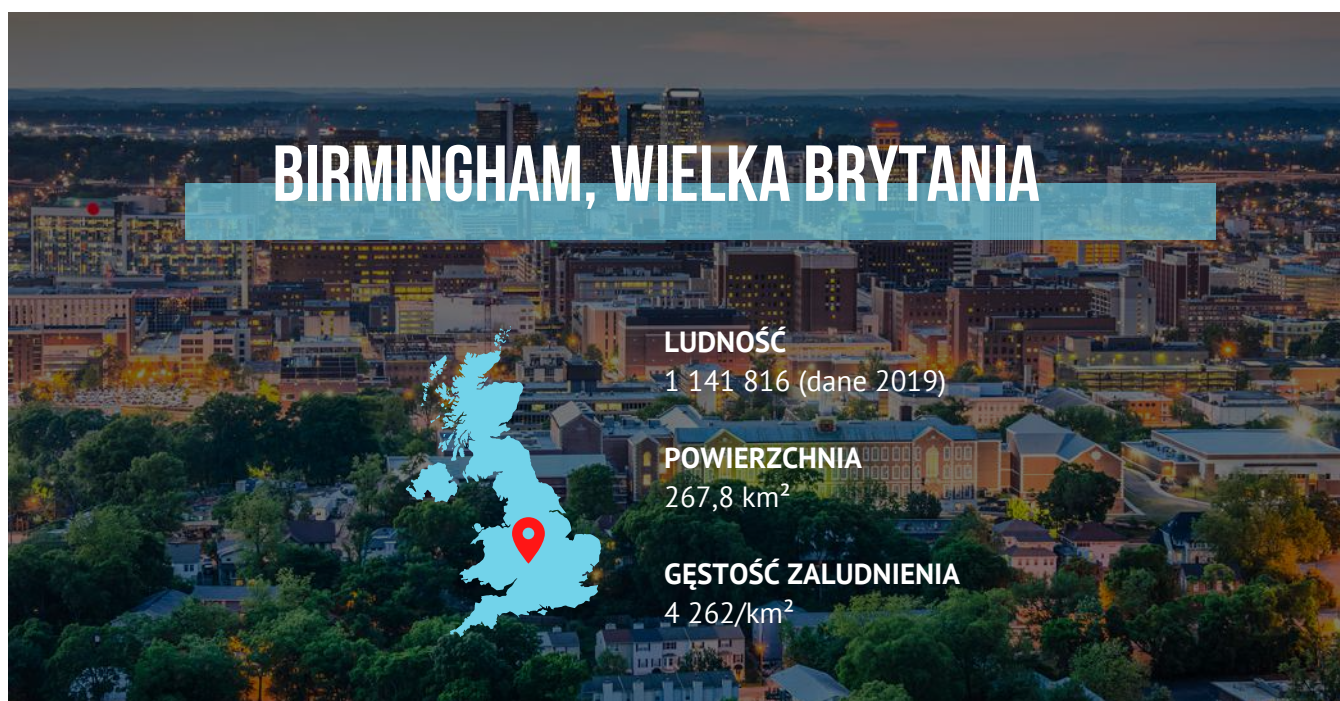 BIRMINGHAM, WIELKA BRYTANIA
LUDNOŚĆ
1 141 816 (dane 2019)
POWIERZCHNIA
267,8 km²
GĘSTOŚĆ ZALUDNIENIA
4 262/km²